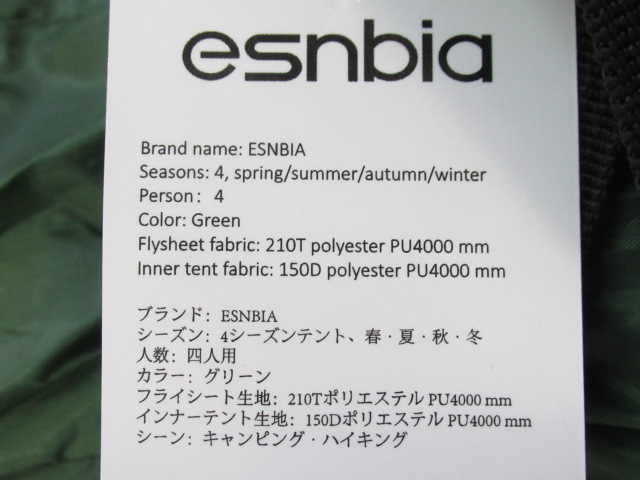 esnbia
Brand name: ESNBIA
Seasons: 4, spring/summer/autumn/winter
Person： 4
Color: Green
Flysheet fabric: 210T polyester PU4000 mm
Inner tent fabric: 150D polyester PU4000 mm
ブランド: ESNBIA
シーズン: 4シーズンテント、春・夏・秋・冬
人数: 四人用
カラー: グリーン
フライシート生地: 210Tポリエステル PU4000 mm
インナーテント生地: 150Dポリエステル PU4000 mm
シーン: キャンピング・ハイキング